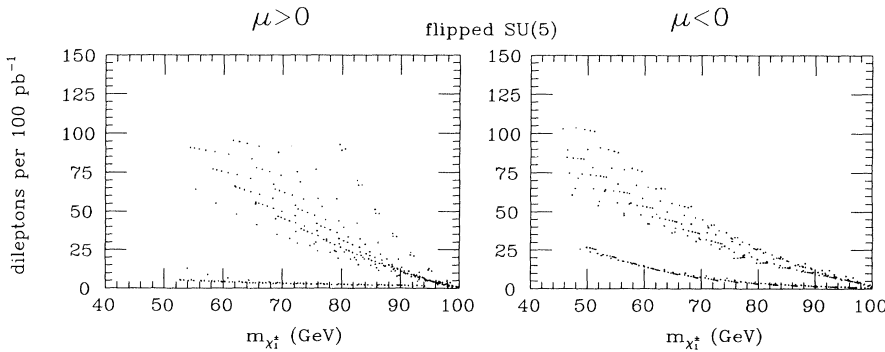 μ>0 flipped SU(5) μ<0
dileptons per 100 pb⁻¹
150 150
125 125
100 100
75 75
50 50
25 25
0 0
40 50 60 70 80 90 100 40 50 60 70 80 90 100
m_χ₁± (GeV) m_χ₁± (GeV)